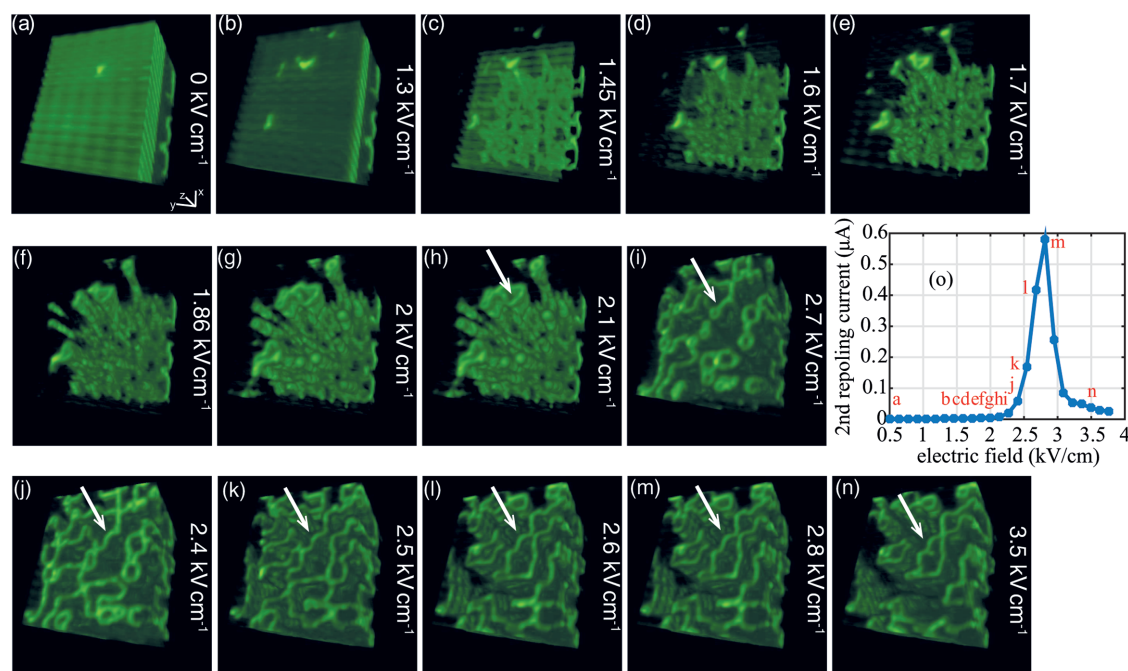 (a)
0 kV cm⁻¹
x
z
y
(b)
1.3 kV cm⁻¹
(c)
1.45 kV cm⁻¹
(d)
1.6 kV cm⁻¹
(e)
1.7 kV cm⁻¹
(f)
1.86 kV cm⁻¹
(g)
2 kV cm⁻¹
(h)
2.1 kV cm⁻¹
(i)
2.7 kV cm⁻¹
2nd repoling current (µA)
0.6
0.5
0.4
0.3
0.2
0.1
0
(o)
m
l
k
j
a
bcdefghi
n
0.5 1 1.5 2 2.5 3 3.5 4
electric field (kV/cm)
(j)
2.4 kV cm⁻¹
(k)
2.5 kV cm⁻¹
(l)
2.6 kV cm⁻¹
(m)
2.8 kV cm⁻¹
(n)
3.5 kV cm⁻¹